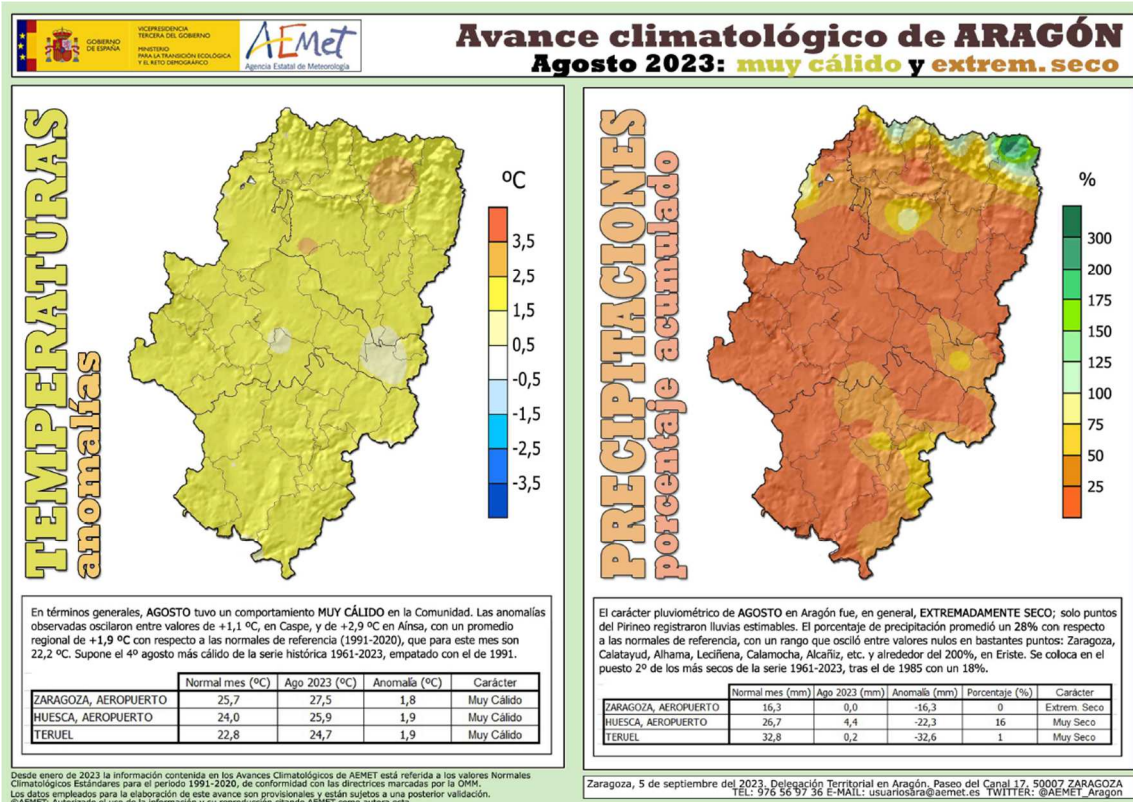 GOBIERNO
DE ESPAÑA
VICEPRESIDENCIA
TERCERA DEL GOBIERNO
MINISTERIO
PARA LA TRANSICIÓN ECOLÓGICA
Y EL RETO DEMOGRÁFICO
AEMet
Agencia Estatal de Meteorología
Avance climatológico de ARAGÓN
Agosto 2023: muy cálido y extrem. seco
TEMPERATURAS
anomalías
ºC
3,5
2,5
1,5
0,5
-0,5
-1,5
-2,5
-3,5
En términos generales, AGOSTO tuvo un comportamiento MUY CÁLIDO en la Comunidad. Las anomalías
observadas oscilaron entre valores de +1,1 ºC, en Caspe, y de +2,9 ºC en Aínsa, con un promedio
regional de +1,9 ºC con respecto a las normales de referencia (1991-2020), que para este mes son
22,2 ºC. Supone el 4º agosto más cálido de la serie histórica 1961-2023, empatado con el de 1991.
Normal mes (ºC) Ago 2023 (ºC) Anomalía (ºC) Carácter
ZARAGOZA, AEROPUERTO 25,7 27,5 1,8 Muy Cálido
HUESCA, AEROPUERTO 24,0 25,9 1,9 Muy Cálido
TERUEL 22,8 24,7 1,9 Muy Cálido
Desde enero de 2023 la información contenida en los Avances Climatológicos de AEMET está referida a los valores Normales
Climatológicos Estándares para el periodo 1991-2020, de conformidad con las directrices marcadas por la OMM.
Los datos empleados para la elaboración de este avance son provisionales y están sujetos a una posterior validación.
PRECIPITACIONES
porcentaje acumulado
%
300
200
175
150
125
100
75
50
25
El carácter pluviométrico de AGOSTO en Aragón fue, en general, EXTREMADAMENTE SECO; solo puntos
del Pirineo registraron lluvias estimables. El porcentaje de precipitación promedió un 28% con respecto
a las normales de referencia, con un rango que osciló entre valores nulos en bastantes puntos: Zaragoza,
Calatayud, Alhama, Leciñena, Calamocha, Alcañiz, etc. y alrededor del 200%, en Eriste. Se coloca en el
puesto 2º de los más secos de la serie 1961-2023, tras el de 1985 con un 18%.
Normal mes (mm) Ago 2023 (mm) Anomalía (mm) Porcentaje (%) Carácter
ZARAGOZA, AEROPUERTO 16,3 0,0 -16,3 0 Extrem. Seco
HUESCA, AEROPUERTO 26,7 4,4 -22,3 16 Muy Seco
TERUEL 32,8 0,2 -32,6 1 Muy Seco
Zaragoza, 5 de septiembre del 2023. Delegación Territorial en Aragón. Paseo del Canal 17. 50007 ZARAGOZA
TEL: 976 56 97 36 E-MAIL: usuariosara@aemet.es TWITTER: @AEMET_Aragon